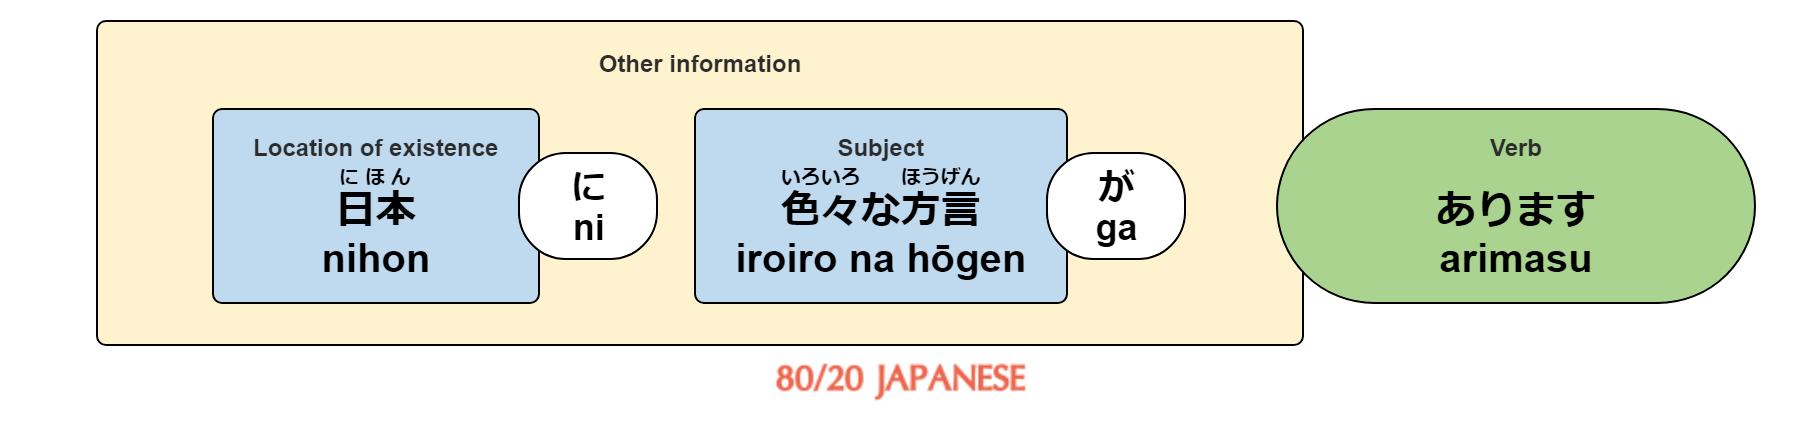 Other information
Location of existence
にほん
日本
nihon
に
ni
Subject
いろいろ ほうげん
色々な方言
iroiro na hōgen
が
ga
Verb
あります
arimasu
80/20 JAPANESE